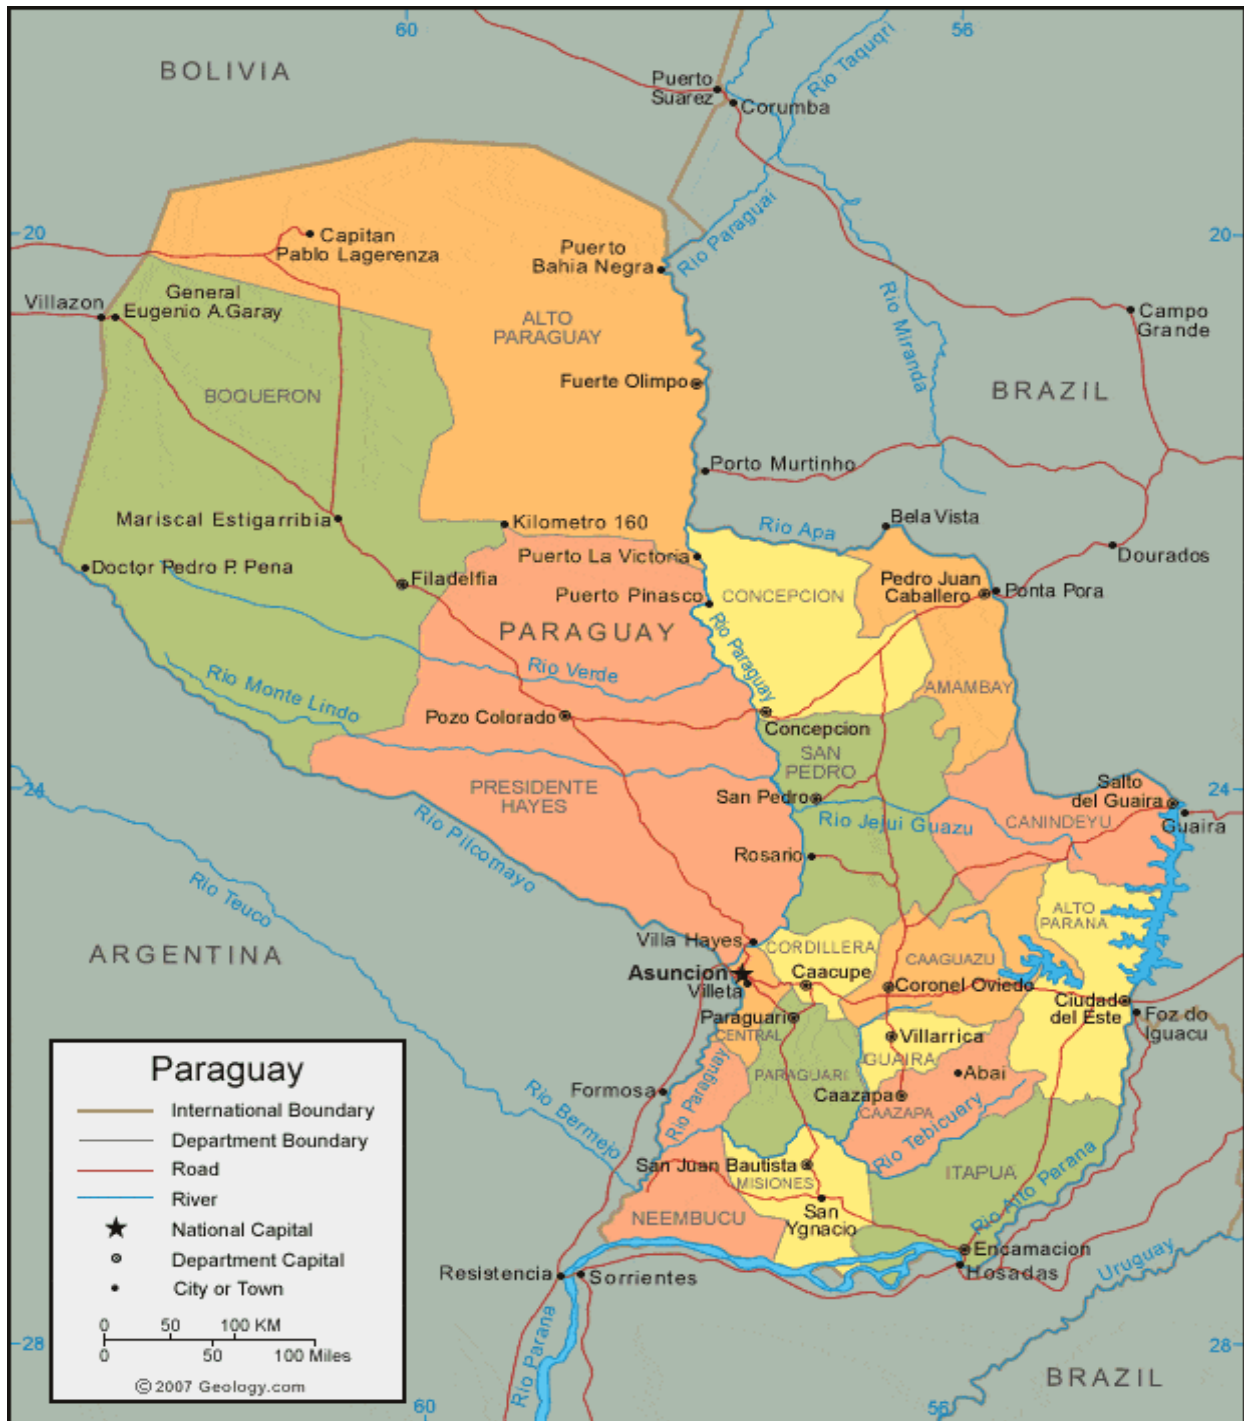 60
56
BOLIVIA
Rio Taquqri
Puerto
Suarez
Corumba
20
Capitan
Pablo Lagerenza
Puerto
Bahia Negra
Rio Paraguai
20
General
Eugenio A.Garay
Villazon
ALTO
PARAGUAY
Rio Miranda
Campo
Grande
BOQUERON
Fuerte Olimpo
BRAZIL
Porto Murtinho
Mariscal Estigarribia
Kilometro 160
Rio Apa
Bela Vista
Doctor Pedro P. Pena
Filadelfia
Puerto La Victoria
Dourados
Puerto Pinasco
CONCEPCION
Pedro Juan
Caballero
Ponta Pora
PARAGUAY
Rio Paraguay
Rio Verde
Rio Monte Lindo
AMAMBAY
Pozo Colorado
Concepcion
SAN
PEDRO
24
PRESIDENTE
HAYES
San Pedro
Salto
del Guaira
24
Rio Pilcomayo
Rio Jejui Guazu
CANINDEYU
Guaira
Rosario
Rio Teuco
ALTO
PARANA
ARGENTINA
Villa Hayes
CORDILLERA
CAAGUAZU
Asuncion
Villeta
Caacupe
Coronel Oviedo
Ciudad
del Este
Foz do
Iguacu
Paraguari
CENTRAL
Villarrica
GUAIRA
Abai
PARAGUARI
Caazapa
CAAZAPA
Formosa
Rio Paraguay
Rio Bermejo
Rio Tebicuary
San Juan Bautista
MISIONES
ITAPUA
Rio Alto Parana
NEEMBUCU
San
Ygnacio
Encamacion
Hosadas
Resistencia
Sorrientes
Uruguay
Rio Parana
28
28
BRAZIL
60
56
Paraguay
International Boundary
Department Boundary
Road
River
National Capital
Department Capital
City or Town
0 50 100 KM
0 50 100 Miles
© 2007 Geology.com